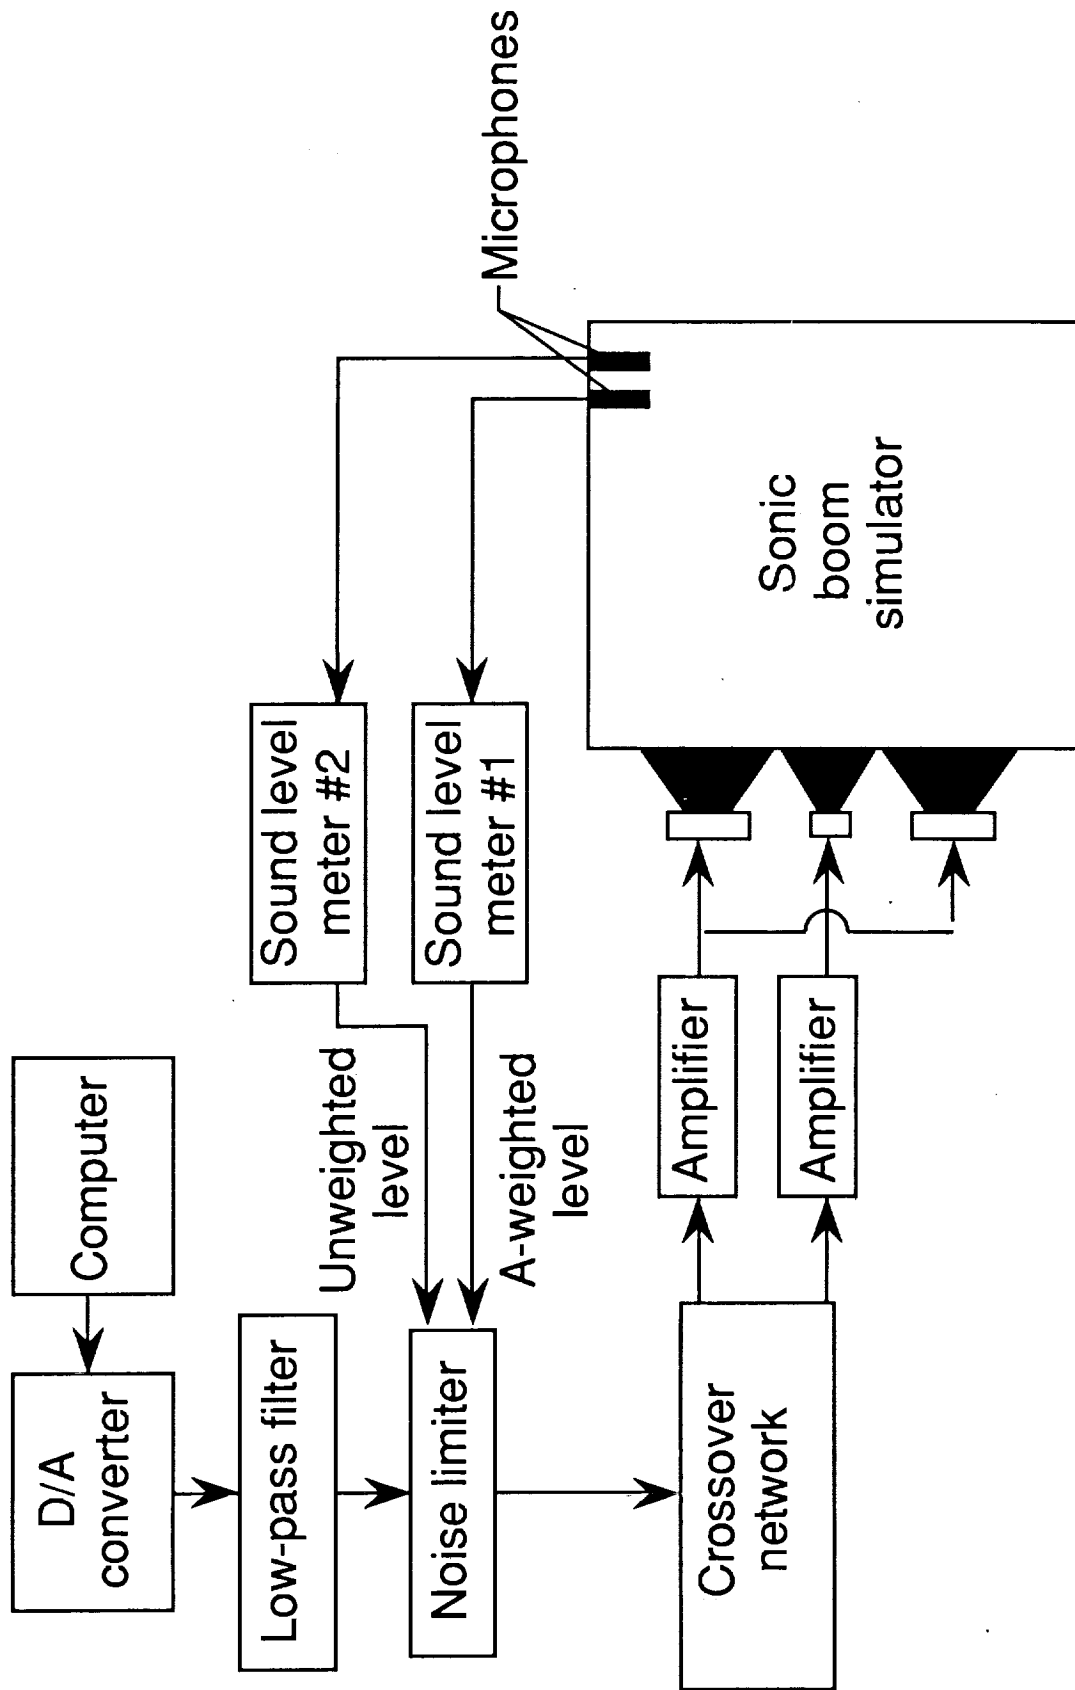 Computer
D/A
converter
Low-pass filter
Noise limiter
Unweighted
level
A-weighted
level
Sound level
meter #2
Sound level
meter #1
Microphones
Crossover
network
Amplifier
Amplifier
Sonic
boom
simulator